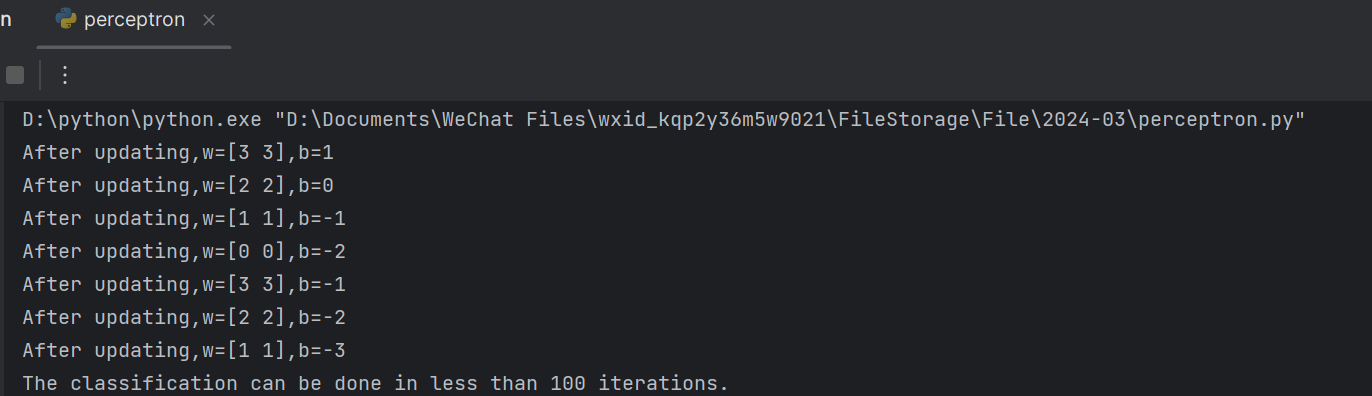 n perceptron ×
D:\python\python.exe "D:\Documents\WeChat Files\wxid_kqp2y36m5w9021\FileStorage\File\2024-03\perceptron.py"
After updating,w=[3 3],b=1
After updating,w=[2 2],b=0
After updating,w=[1 1],b=-1
After updating,w=[0 0],b=-2
After updating,w=[3 3],b=-1
After updating,w=[2 2],b=-2
After updating,w=[1 1],b=-3
The classification can be done in less than 100 iterations.